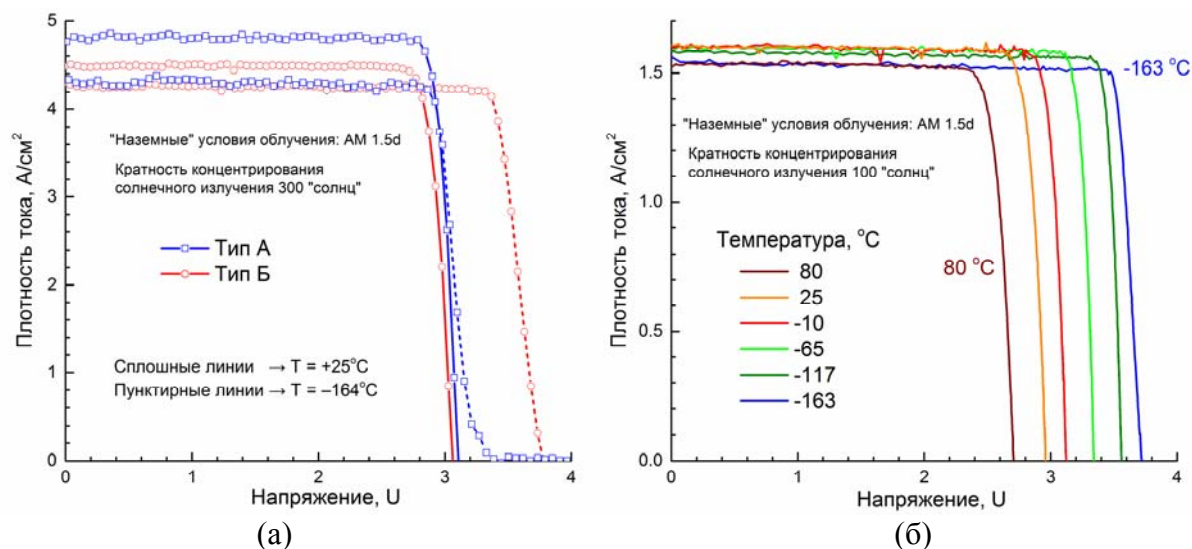 5
4
3
2
1
0
0
1
2
3
4
Плотность тока, А/см²
Напряжение, U
"Наземные" условия облучения: АМ 1.5d
Кратность концентрирования
солнечного излучения 300 "солнц"
Тип А
Тип Б
Сплошные линии → T = +25°C
Пунктирные линии → T = –164°C
(а)
1.5
1.0
0.5
0.0
0
1
2
3
4
Плотность тока, А/см²
Напряжение, U
-163 °C
"Наземные" условия облучения: АМ 1.5d
Кратность концентрирования
солнечного излучения 100 "солнц"
Температура, °C
80
25
-10
-65
-117
-163
80 °C
(б)